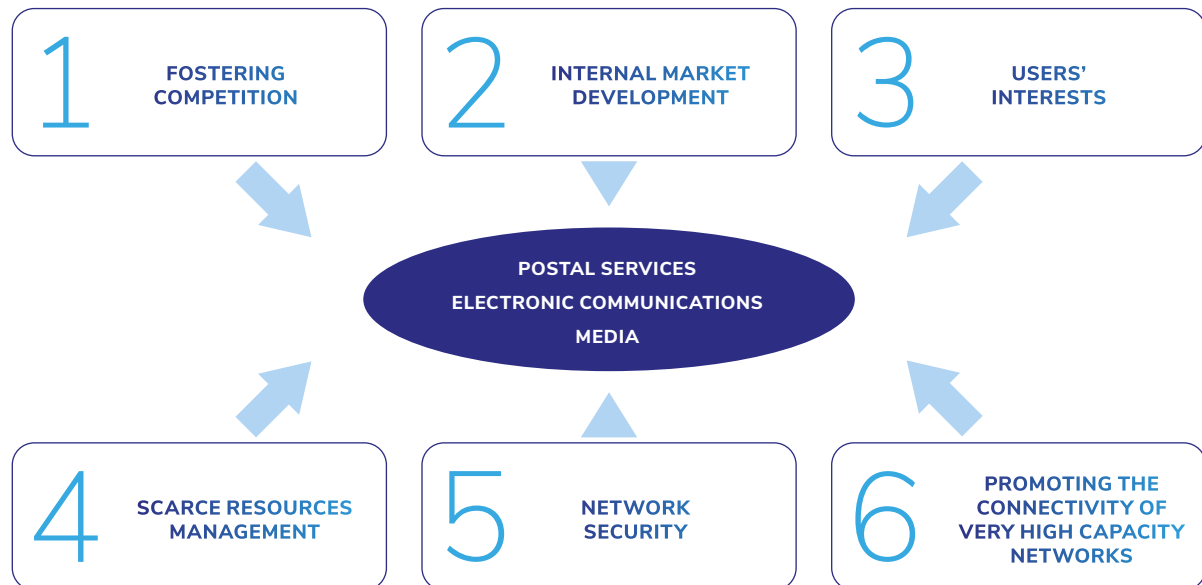 1
FOSTERING
COMPETITION
2
INTERNAL MARKET
DEVELOPMENT
3
USERS’
INTERESTS
POSTAL SERVICES
ELECTRONIC COMMUNICATIONS
MEDIA
4
SCARCE RESOURCES
MANAGEMENT
5
NETWORK
SECURITY
6
PROMOTING THE
CONNECTIVITY OF
VERY HIGH CAPACITY
NETWORKS